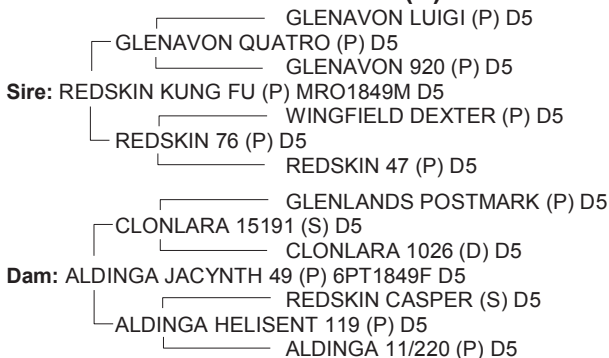 GLENAVON LUIGI (P) D5
GLENAVON QUATRO (P) D5
GLENAVON 920 (P) D5
Sire: REDSKIN KUNG FU (P) MRO1849M D5
WINGFIELD DEXTER (P) D5
REDSKIN 76 (P) D5
REDSKIN 47 (P) D5
GLENLANDS POSTMARK (P) D5
CLONLARA 15191 (S) D5
CLONLARA 1026 (D) D5
Dam: ALDINGA JACYNTH 49 (P) 6PT1849F D5
REDSKIN CASPER (S) D5
ALDINGA HELISENT 119 (P) D5
ALDINGA 11/220 (P) D5